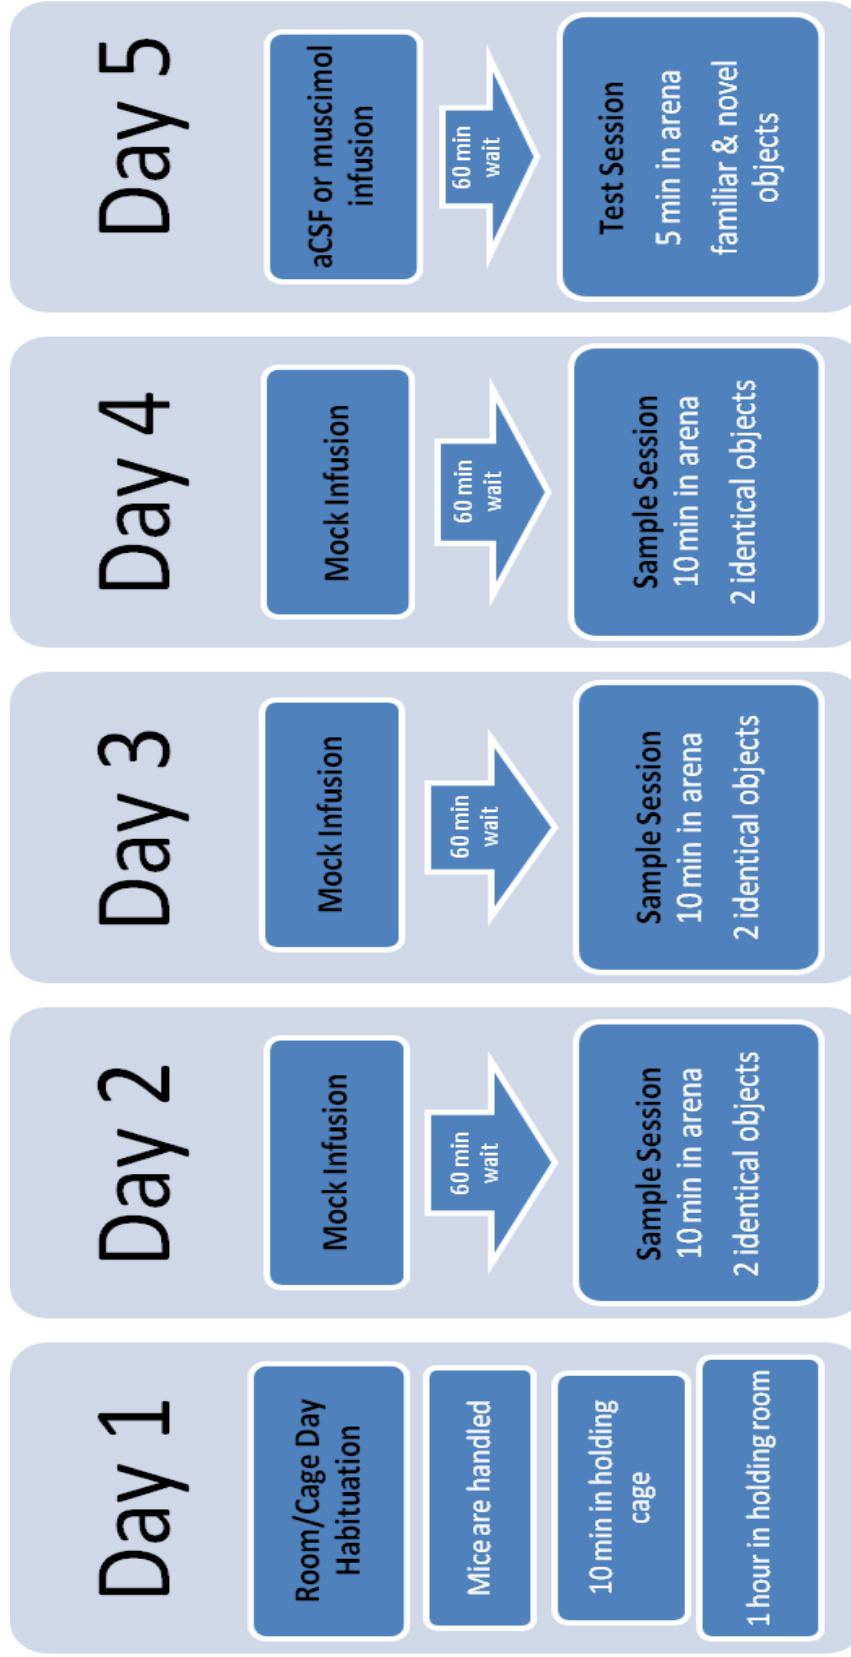 Day 1
Room/Cage Day
Habituation
Mice are handled
10 min in holding
cage
1 hour in holding room
Day 2
Mock Infusion
60 min
wait
Sample Session
10 min in arena
2 identical objects
Day 3
Mock Infusion
60 min
wait
Sample Session
10 min in arena
2 identical objects
Day 4
Mock Infusion
60 min
wait
Sample Session
10 min in arena
2 identical objects
Day 5
aCSF or muscimol
infusion
60 min
wait
Test Session
5 min in arena
familiar & novel
objects